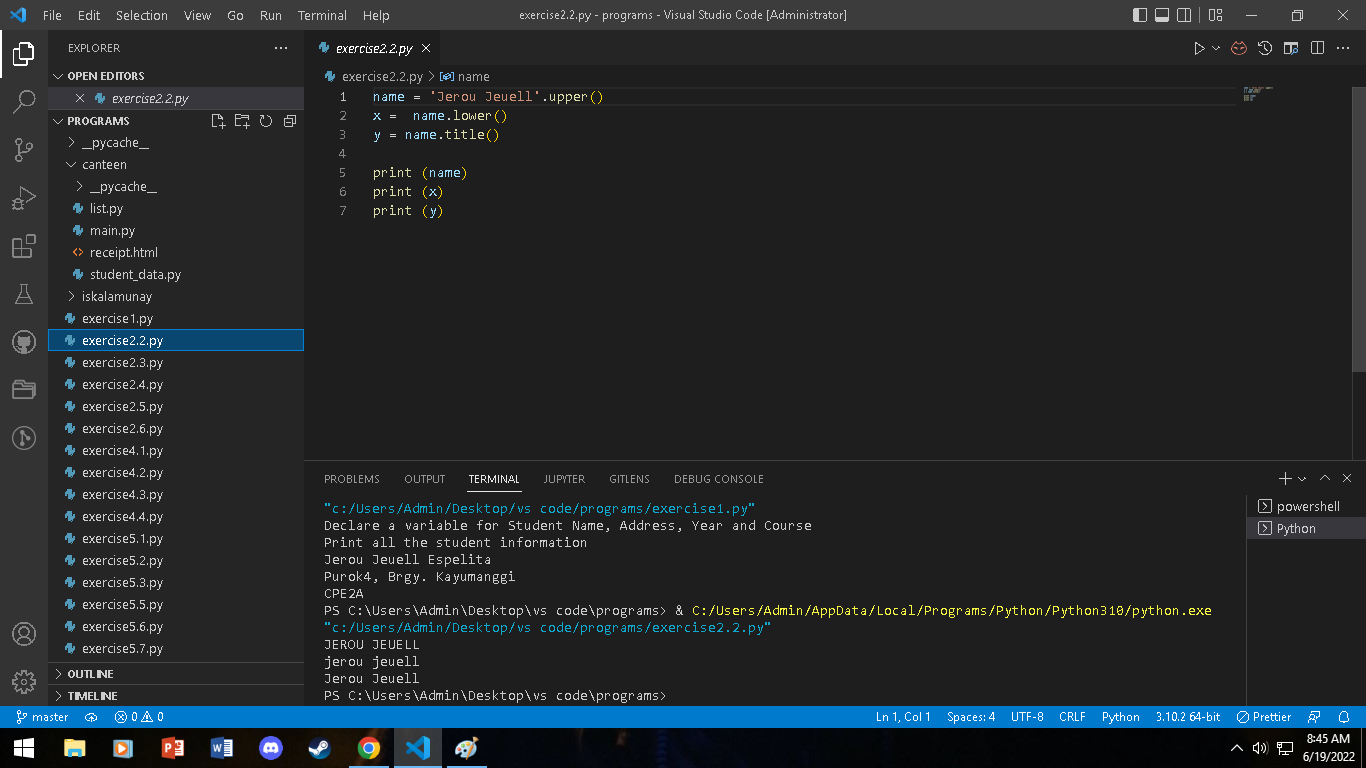 File Edit Selection View Go Run Terminal Help exercise2.2.py - programs - Visual Studio Code [Administrator]
EXPLORER
OPEN EDITORS
exercise2.2.py
PROGRAMS
__pycache__
canteen
__pycache__
list.py
main.py
receipt.html
student_data.py
iskalamunay
exercise1.py
exercise2.2.py
exercise2.3.py
exercise2.4.py
exercise2.5.py
exercise2.6.py
exercise4.1.py
exercise4.2.py
exercise4.3.py
exercise4.4.py
exercise5.1.py
exercise5.2.py
exercise5.3.py
exercise5.5.py
exercise5.6.py
exercise5.7.py
OUTLINE
TIMELINE
exercise2.2.py
exercise2.2.py > name
1 name = 'Jerou Jeuell'.upper()
2 x =  name.lower()
3 y = name.title()
4
5 print (name)
6 print (x)
7 print (y)
PROBLEMS OUTPUT TERMINAL JUPYTER GITLENS DEBUG CONSOLE
"c:/Users/Admin/Desktop/vs code/programs/exercise1.py"
Declare a variable for Student Name, Address, Year and Course
Print all the student information
Jerou Jeuell Espelita
Purok4, Brgy. Kayumanggi
CPE2A
PS C:\Users\Admin\Desktop\vs code\programs> & C:/Users/Admin/AppData/Local/Programs/Python/Python310/python.exe
"c:/Users/Admin/Desktop/vs code/programs/exercise2.2.py"
JEROU JEUELL
jerou jeuell
Jerou Jeuell
PS C:\Users\Admin\Desktop\vs code\programs>
powershell
Python
master 0 0 Ln 1, Col 1 Spaces: 4 UTF-8 CRLF Python 3.10.2 64-bit Prettier
8:45 AM
6/19/2022